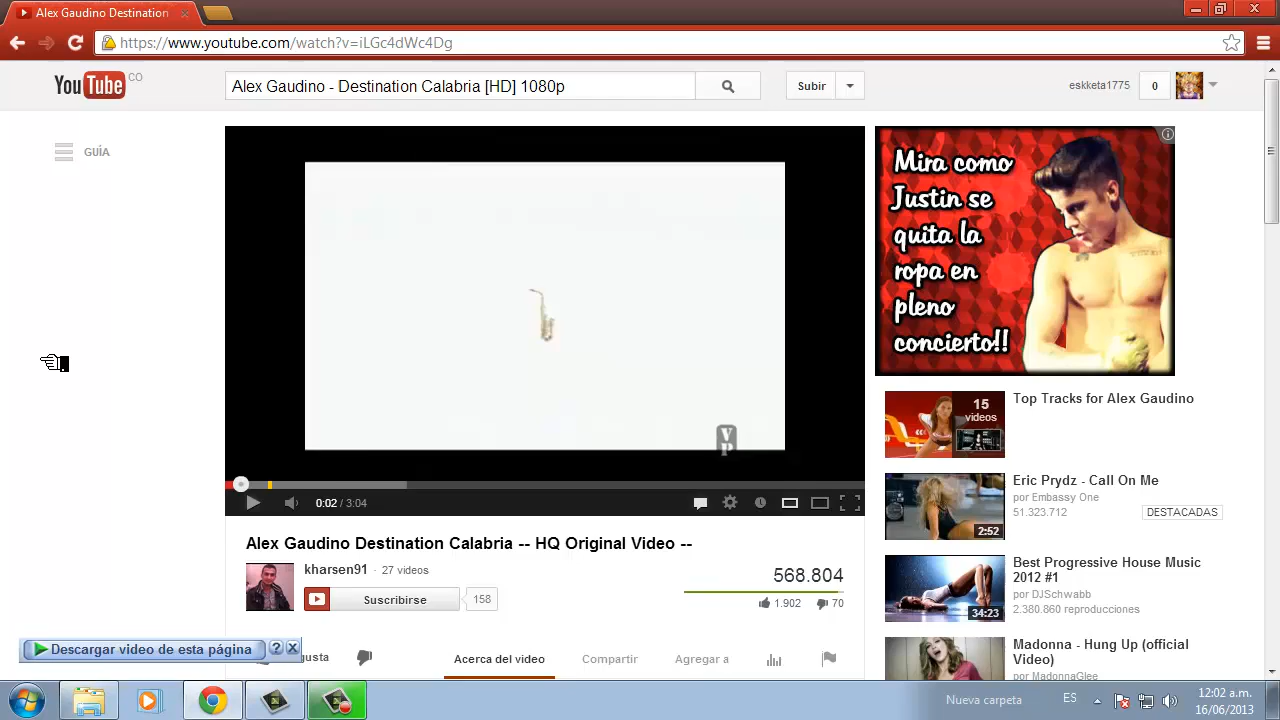 Alex Gaudino Destination
https://www.youtube.com/watch?v=iLGc4dWc4Dg
YouTube CO
Alex Gaudino - Destination Calabria [HD] 1080p
Subir
eskketa1775
0
GUÍA
Mira como
Justin se
quita la
ropa en
pleno
concierto!!
VP
0:02 / 3:04
15
videos
Top Tracks for Alex Gaudino
Eric Prydz - Call On Me
por Embassy One
51.323.712
DESTACADAS
2:52
Best Progressive House Music
2012 #1
por DJSchwabb
2.380.860 reproducciones
34:23
Madonna - Hung Up (official
Video)
por MadonnaGlee
Alex Gaudino Destination Calabria -- HQ Original Video --
kharsen91 · 27 videos
Suscribirse
158
568.804
1.902
70
Descargar video de esta página
? X
gusta
Acerca del video
Compartir
Agregar a
Nueva carpeta
ES
12:02 a.m.
16/06/2013